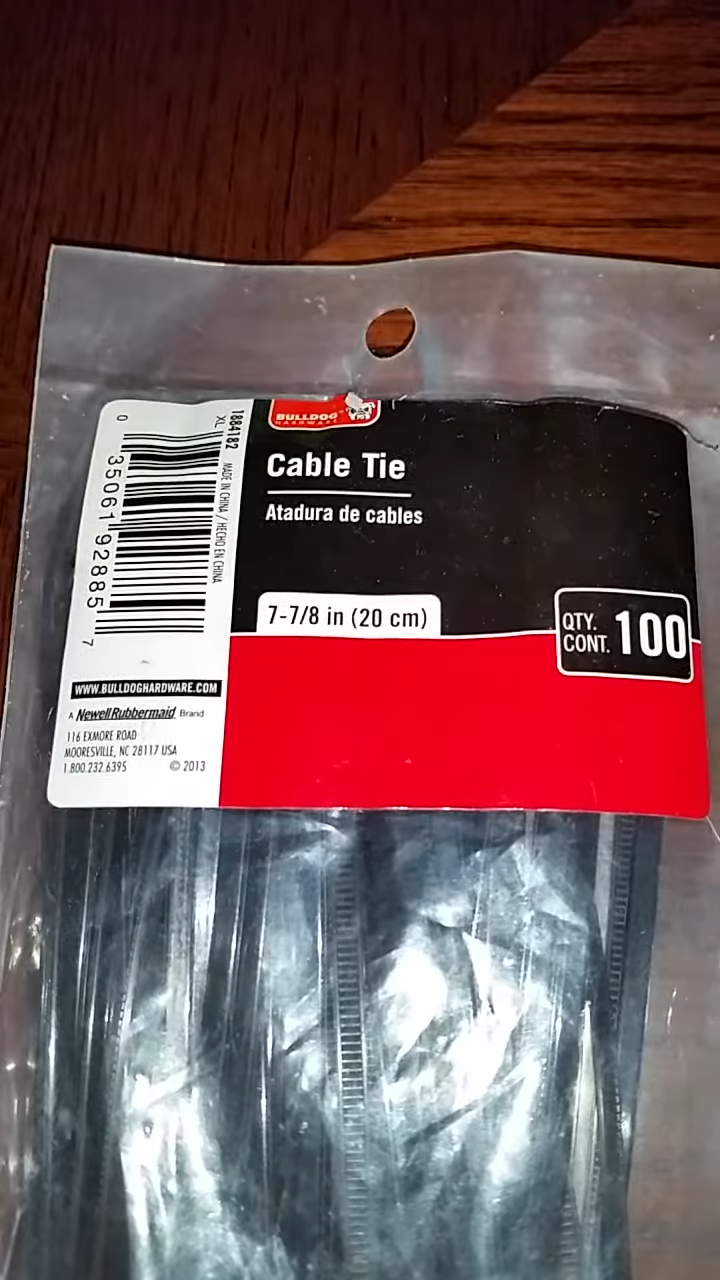 BULLDOG
HARDWARE
Cable Tie
Atadura de cables
7-7/8 in (20 cm)
QTY.
CONT. 100
1884182
XL
MADE IN CHINA / HECHO EN CHINA
0 35061 92885 7
WWW.BULLDOGHARDWARE.COM
A NewellRubbermaid Brand
116 EXMORE ROAD
MOORESVILLE, NC 28117 USA
1.800.232.6395 © 2013